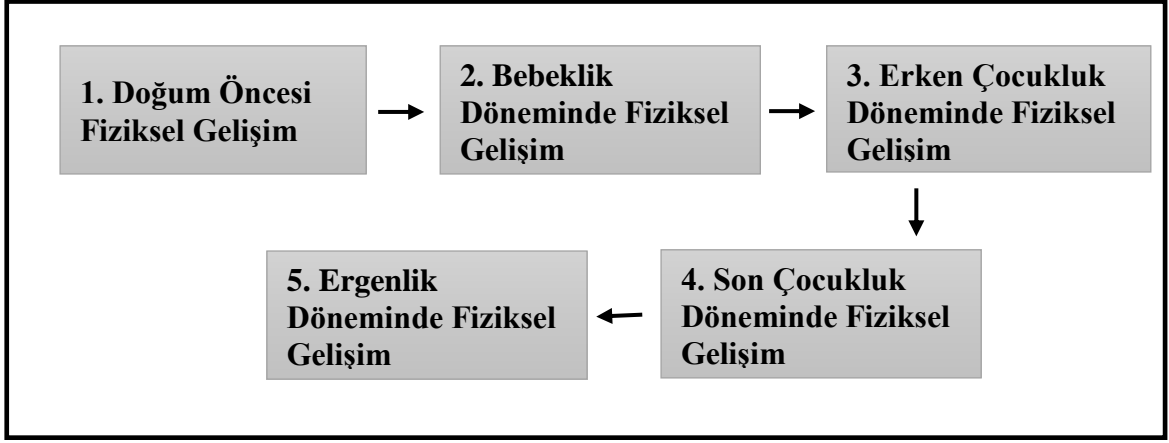 1. Doğum Öncesi
Fiziksel Gelişim
2. Bebeklik
Döneminde Fiziksel
Gelişim
3. Erken Çocukluk
Döneminde Fiziksel
Gelişim
4. Son Çocukluk
Döneminde Fiziksel
Gelişim
5. Ergenlik
Döneminde Fiziksel
Gelişim